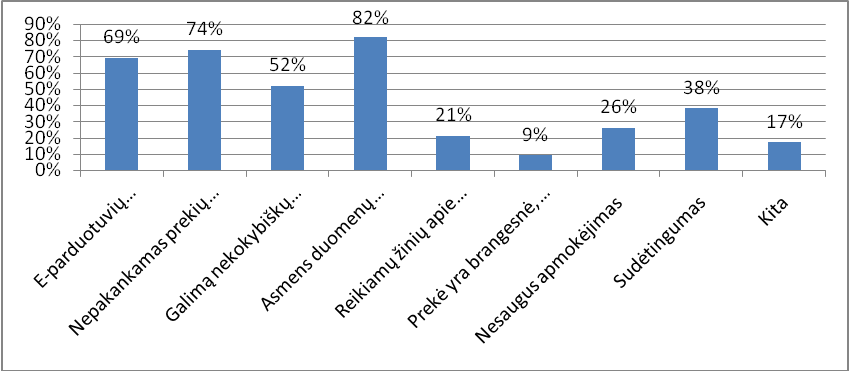 90%
80%
70%
60%
50%
40%
30%
20%
10%
0%
69%
74%
52%
82%
21%
9%
26%
38%
17%
E-parduotuvių...
Nepakankamas prekių...
Galimą nekokybiškų...
Asmens duomenų...
Reikiamų žinių apie...
Prekė yra brangesnė,...
Nesaugus apmokėjimas
Sudėtingumas
Kita